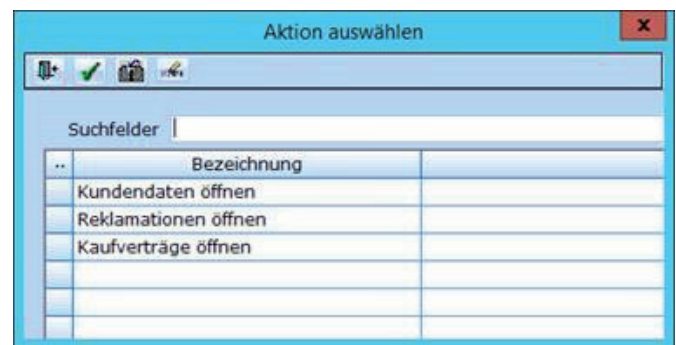 Aktion auswählen
x
Suchfelder
.. Bezeichnung
Kundendaten öffnen
Reklamationen öffnen
Kaufverträge öffnen